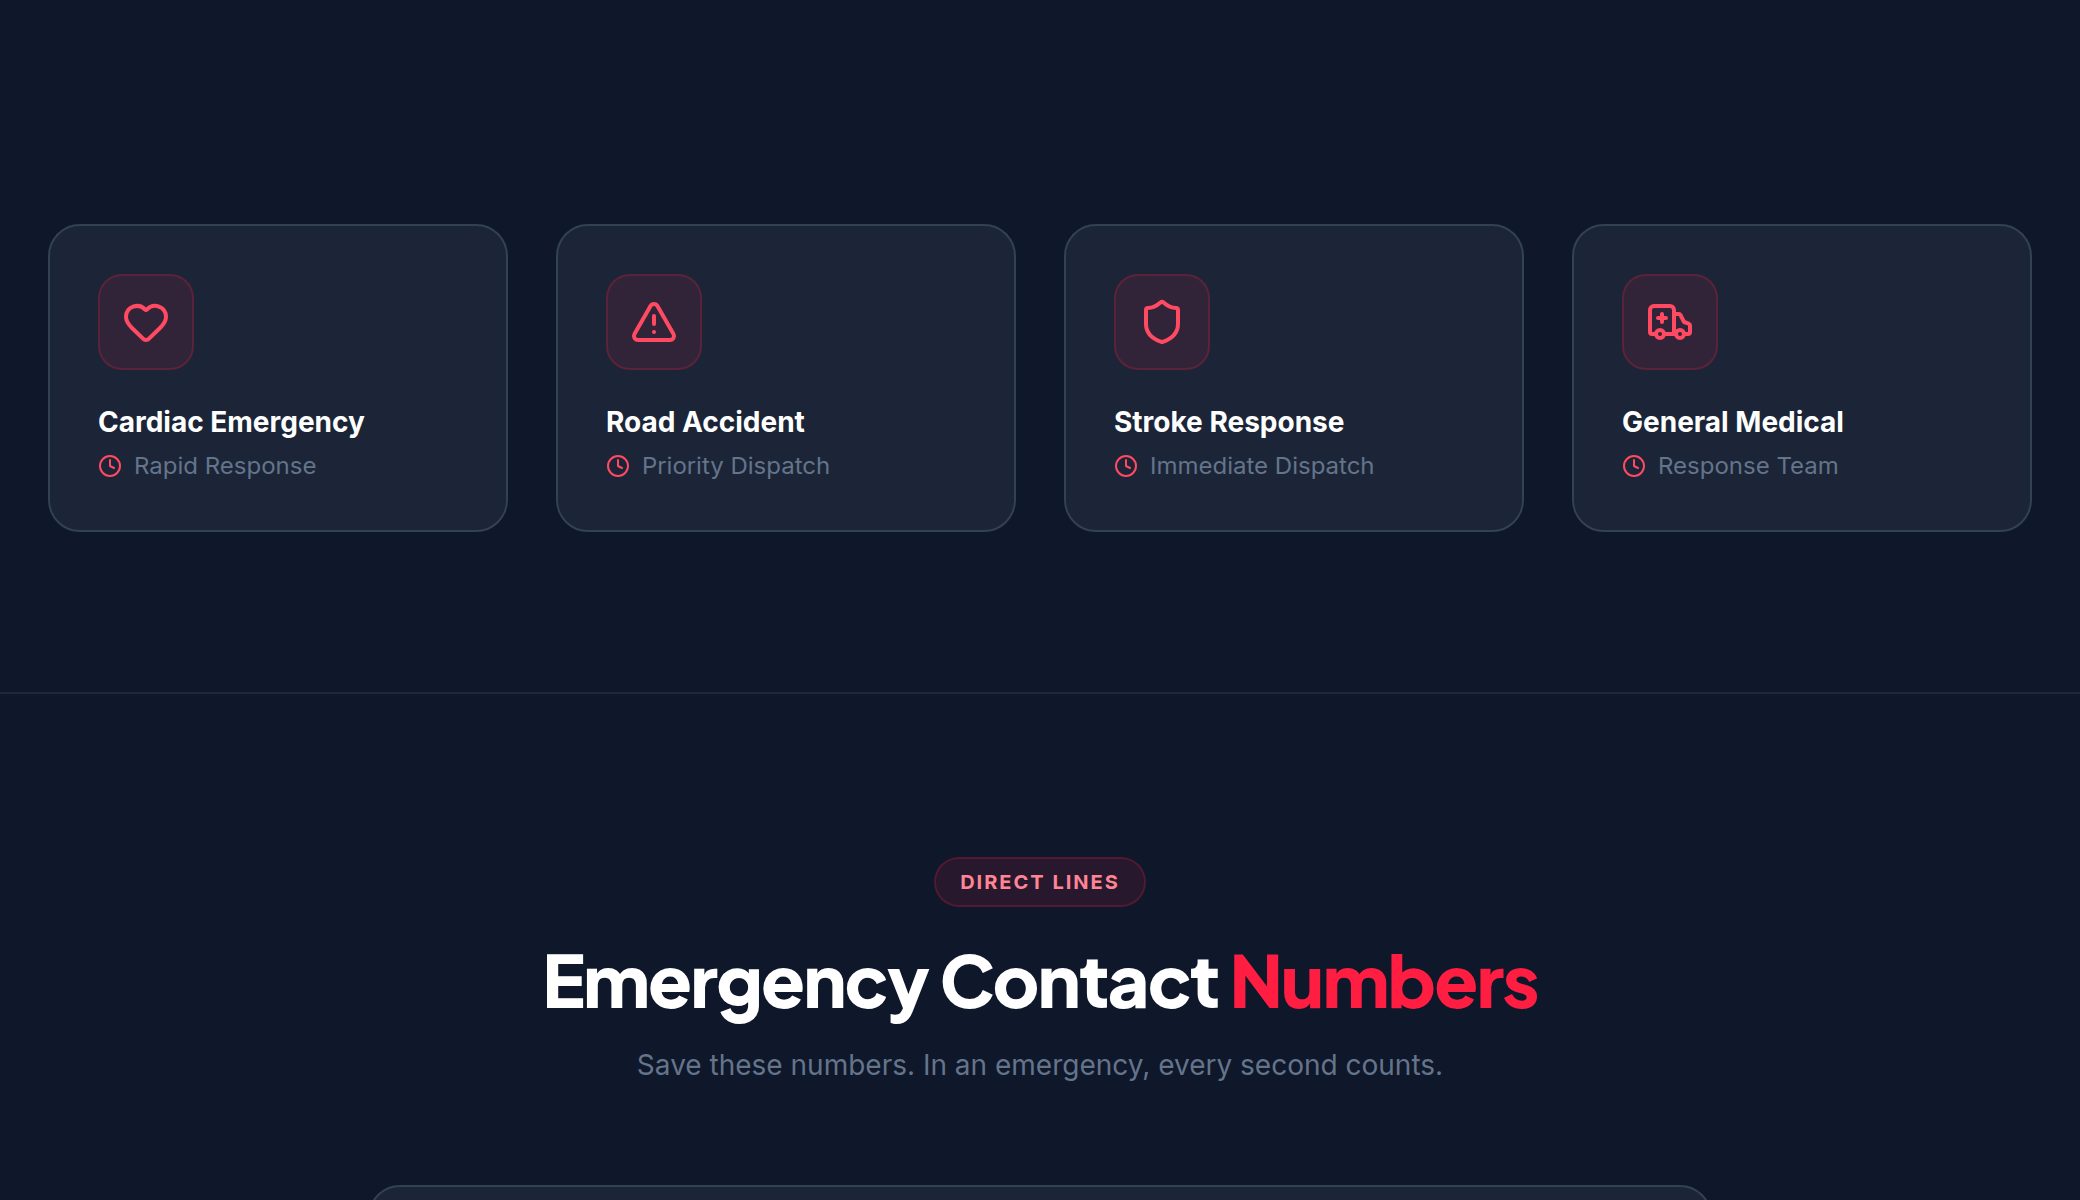 Cardiac Emergency
Rapid Response
Road Accident
Priority Dispatch
Stroke Response
Immediate Dispatch
General Medical
Response Team
DIRECT LINES
Emergency Contact Numbers
Save these numbers. In an emergency, every second counts.